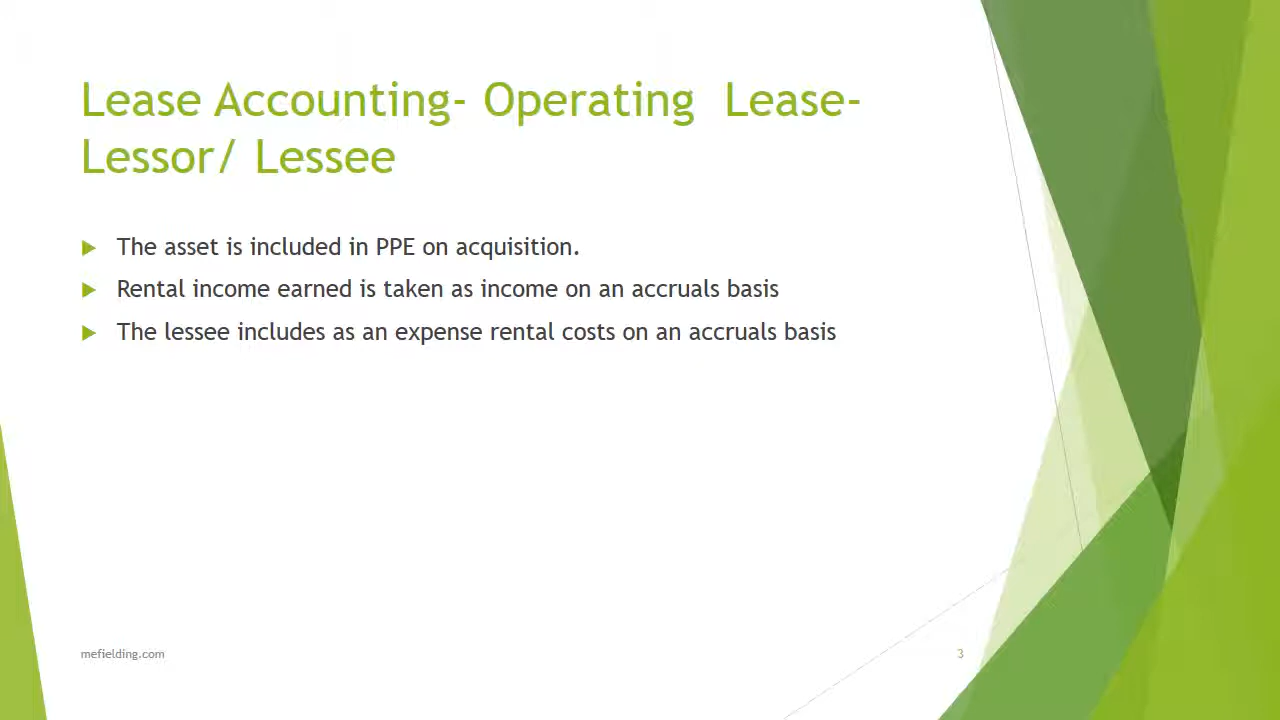 Lease Accounting- Operating Lease-
Lessor/ Lessee
The asset is included in PPE on acquisition.
Rental income earned is taken as income on an accruals basis
The lessee includes as an expense rental costs on an accruals basis
mefielding.com
3